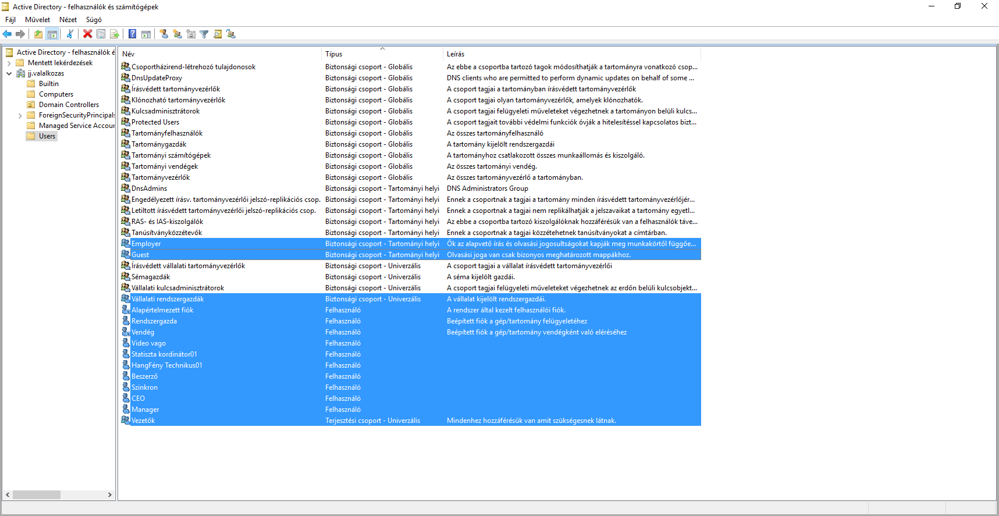 Active Directory - felhasználók és számítógépek
Fájl Művelet Nézet Súgó
Active Directory - felhasználók é
Mentett lekérdezések
jj.valalkozas
Builtin
Computers
Domain Controllers
ForeignSecurityPrincipals
Managed Service Accour
Users
Név Típus Leírás
Csoportházirend-létrehozó tulajdonosok Biztonsági csoport - Globális Az ebbe a csoportba tartozó tagok módosíthatják a tartományra vonatkozó csop...
DnsUpdateProxy Biztonsági csoport - Globális DNS clients who are permitted to perform dynamic updates on behalf of some ...
Írásvédett tartományvezérlők Biztonsági csoport - Globális A csoport tagjai a tartományban írásvédett tartományvezérlők
Klónozható tartományvezérlők Biztonsági csoport - Globális A csoport tagjai olyan tartományvezérlők, amelyek klónozhatók.
Kulcsadminisztrátorok Biztonsági csoport - Globális A csoport tagjai felügyeleti műveleteket végezhetnek a tartományon belüli kulcs...
Protected Users Biztonsági csoport - Globális A csoport tagjait további védelmi funkciók óvják a hitelesítéssel kapcsolatos bizt...
Tartományfelhasználók Biztonsági csoport - Globális Az összes tartományfelhasználó
Tartománygazdák Biztonsági csoport - Globális A tartomány kijelölt rendszergazdái
Tartományi számítógépek Biztonsági csoport - Globális A tartományhoz csatlakozott összes munkaállomás és kiszolgáló.
Tartományi vendégek Biztonsági csoport - Globális Az összes tartományi vendég.
Tartományvezérlők Biztonsági csoport - Globális Az összes tartományvezérlő a tartományban.
DnsAdmins Biztonsági csoport - Tartományi helyi DNS Administrators Group
Engedélyezett írásv. tartományvezérlői jelszó-replikációs csop. Biztonsági csoport - Tartományi helyi Ennek a csoportnak a tagjai a tartomány minden írásvédett tartományvezérlőjér...
Letiltott írásvédett tartományvezérlői jelszó-replikációs csop. Biztonsági csoport - Tartományi helyi Ennek a csoportnak a tagjai nem replikálhatják a jelszavaikat a tartomány egyetl...
RAS- és IAS-kiszolgálók Biztonsági csoport - Tartományi helyi Az ebbe a csoportba tartozó kiszolgálóknak hozzáférésük van a felhasználók táve...
Tanúsítványközzétevők Biztonsági csoport - Tartományi helyi Ennek a csoportnak a tagjai közzétehetnek tanúsítványokat a címtárban.
Employer Biztonsági csoport - Tartományi helyi Ők az alapvető írás és olvasási jogosultságokat kapják meg munkakörtől függőe...
Guest Biztonsági csoport - Tartományi helyi Olvasási joga van csak bizonyos meghatározott mappákhoz.
Írásvédett vállalati tartományvezérlők Biztonsági csoport - Univerzális A csoport tagjai a vállalat írásvédett tartományvezérlői
Sémagazdák Biztonsági csoport - Univerzális A séma kijelölt gazdái.
Vállalati kulcsadminisztrátorok Biztonsági csoport - Univerzális A csoport tagjai felügyeleti műveleteket végezhetnek az erdőn belüli kulcsobjekt...
Vállalati rendszergazdák Biztonsági csoport - Univerzális A vállalat kijelölt rendszergazdái.
Alapértelmezett fiók Felhasználó A rendszer által kezelt felhasználói fiók.
Rendszergazda Felhasználó Beépített fiók a gép/tartomány felügyeletéhez
Vendég Felhasználó Beépített fiók a gép/tartomány vendégként való eléréséhez
Video vago Felhasználó
Statiszta kordinátor01 Felhasználó
HangFény Technikus01 Felhasználó
Beszerző Felhasználó
Szinkron Felhasználó
CEO Felhasználó
Manager Felhasználó
Vezetők Terjesztési csoport - Univerzális Mindenhez hozzáférésük van amit szükségesnek látnak.